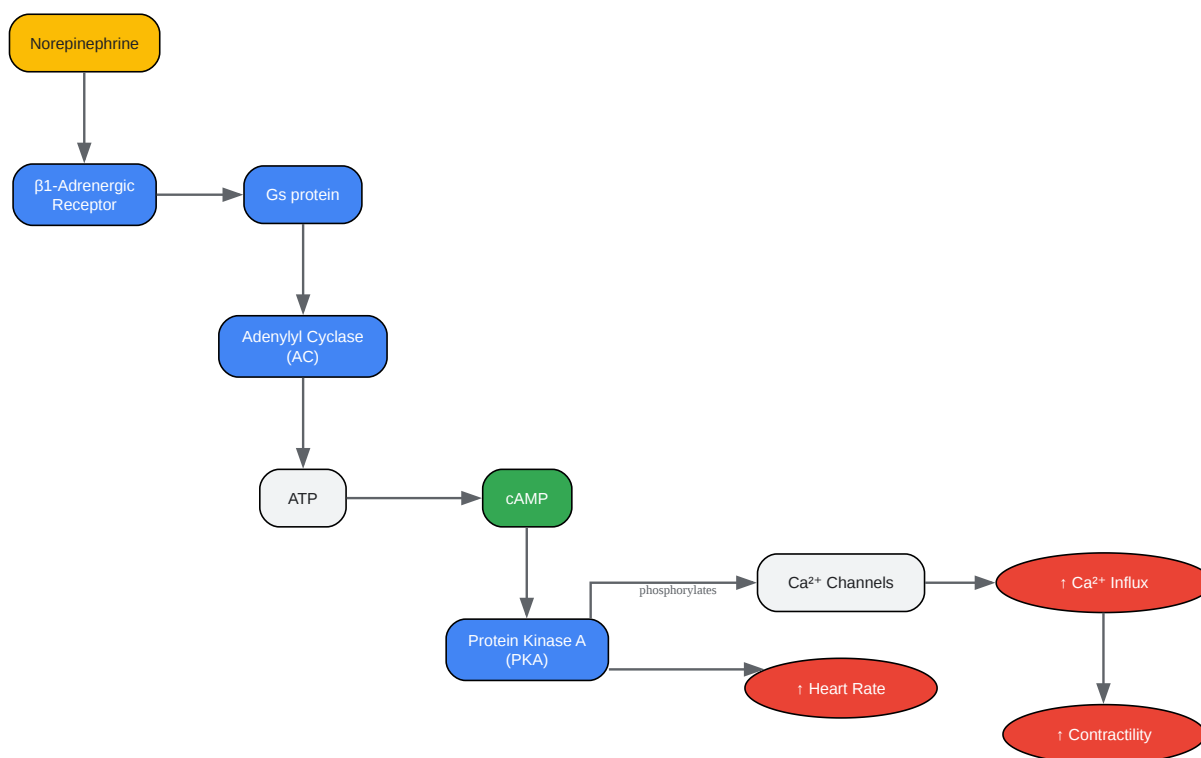 Norepinephrine
β1-Adrenergic
Receptor
Gs protein
Adenylyl Cyclase
(AC)
ATP
cAMP
Protein Kinase A
(PKA)
phosphorylates
Ca²⁺ Channels
↑ Ca²⁺ Influx
↑ Heart Rate
↑ Contractility